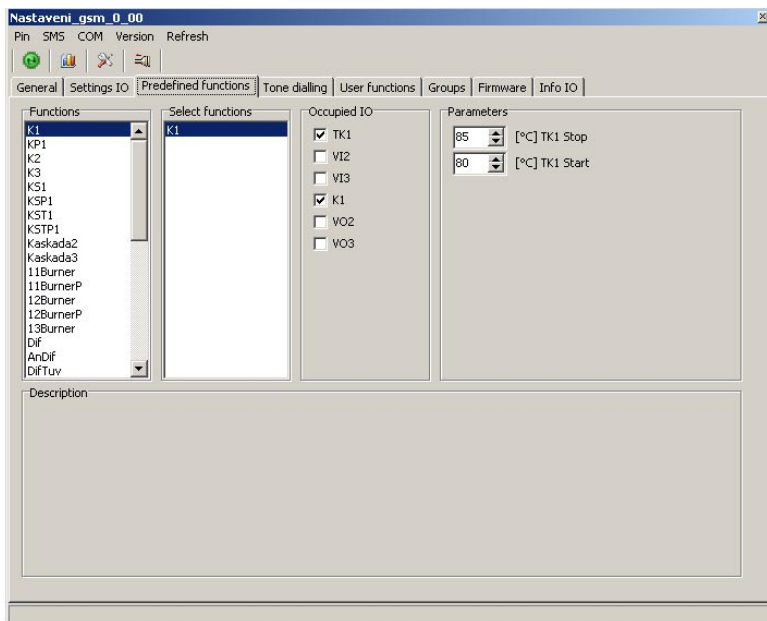 Nastaveni_gsm_0_00
Pin SMS COM Version Refresh
General Settings IO Predefined functions Tone dialling User functions Groups Firmware Info IO
Functions
K1
KP1
K2
K3
KS1
KSP1
KST1
KSTP1
Kaskada2
Kaskada3
11Burner
11BurnerP
12Burner
12BurnerP
13Burner
Dif
AnDif
DifTuv
Select functions
K1
Occupied IO
TK1
VI2
VI3
K1
VO2
VO3
Parameters
85 [°C] TK1 Stop
80 [°C] TK1 Start
Description